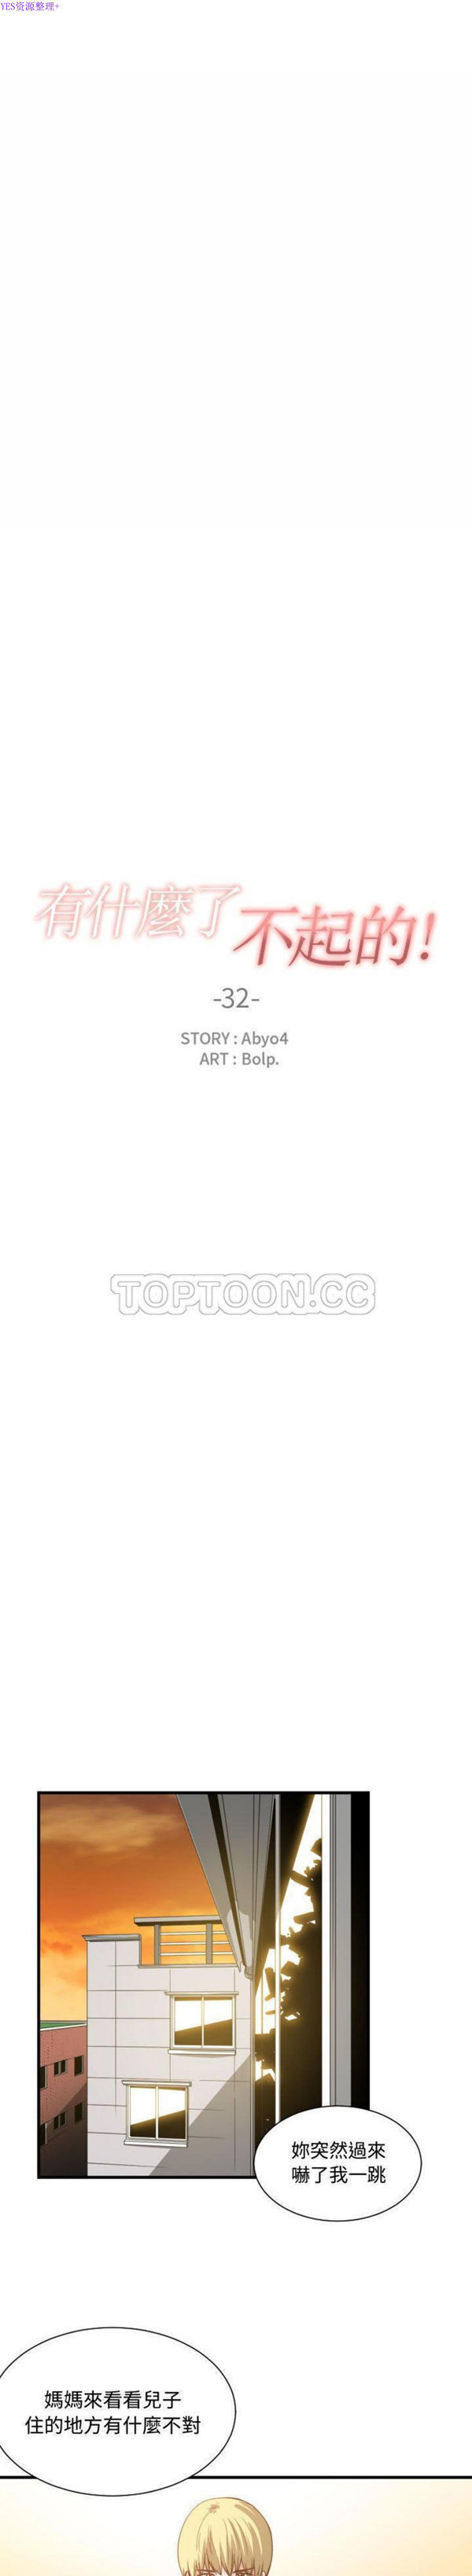 YES资源整理+
有什麼了
不起的!
-32-
STORY : Abyo4
ART : Bolp.
TOPTOON.CC
妳突然過來
嚇了我一跳
媽媽來看看兒子
住的地方有什麼不對